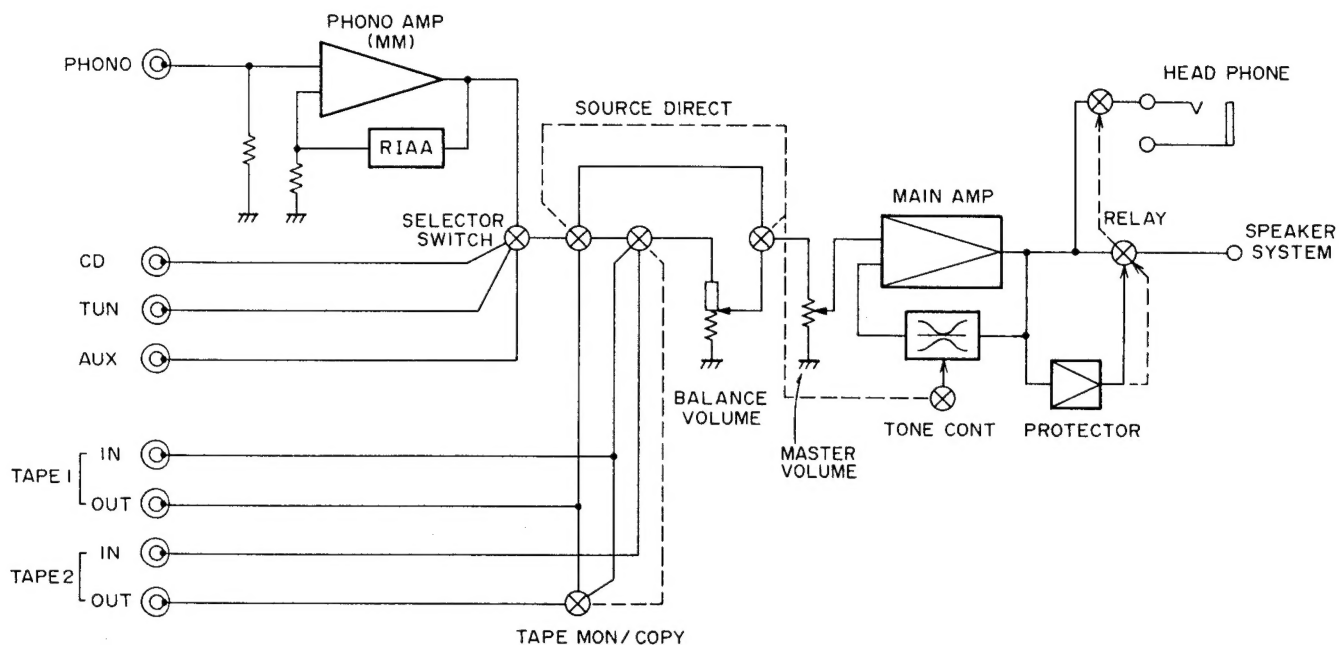 PHONO AMP
(MM)
PHONO
RIAA
SOURCE DIRECT
HEAD PHONE
SELECTOR
SWITCH
MAIN AMP
RELAY
SPEAKER
SYSTEM
CD
TUN
AUX
BALANCE
VOLUME
MASTER
VOLUME
TONE CONT
PROTECTOR
TAPE 1
IN
OUT
TAPE 2
IN
OUT
TAPE MON/COPY